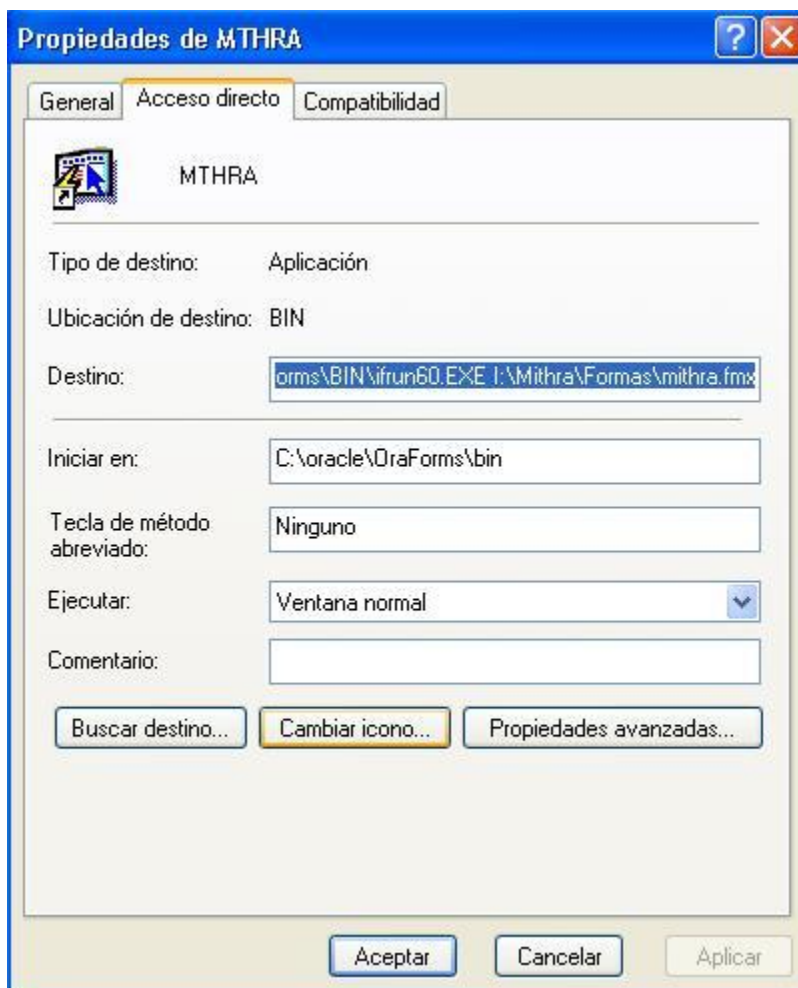 Propiedades de MTHRA
General Acceso directo Compatibilidad
MTHRA
Tipo de destino: Aplicación
Ubicación de destino: BIN
Destino: orms\BIN\ifrun60.EXE I:\Mithra\Formas\mithra.fmx
Iniciar en: C:\oracle\OraForms\bin
Tecla de método abreviado: Ninguno
Ejecutar: Ventana normal
Comentario:
Buscar destino... Cambiar icono... Propiedades avanzadas...
Aceptar Cancelar Aplicar